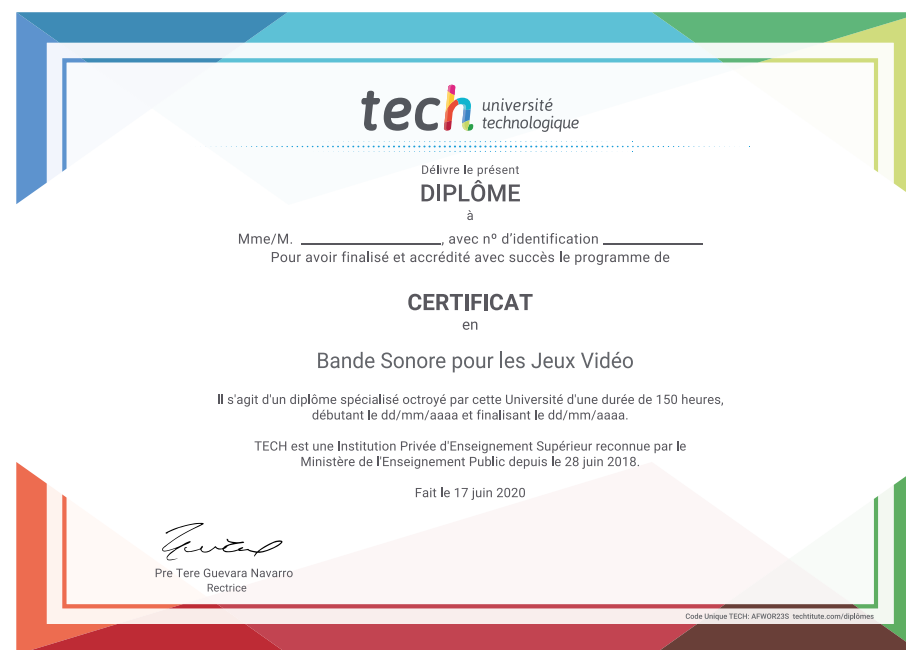 tech université
technologique
Délivre le présent
DIPLÔME
à
Mme/M. ____________________, avec nº d'identification ______________
Pour avoir finalisé et accrédité avec succès le programme de
CERTIFICAT
en
Bande Sonore pour les Jeux Vidéo
Il s'agit d'un diplôme spécialisé octroyé par cette Université d'une durée de 150 heures,
débutant le dd/mm/aaaa et finalisant le dd/mm/aaaa.
TECH est une Institution Privée d'Enseignement Supérieur reconnue par le
Ministère de l'Enseignement Public depuis le 28 juin 2018.
Fait le 17 juin 2020
Pre Tere Guevara Navarro
Rectrice
Code Unique TECH: AFWOR23S techtitute.com/diplômes